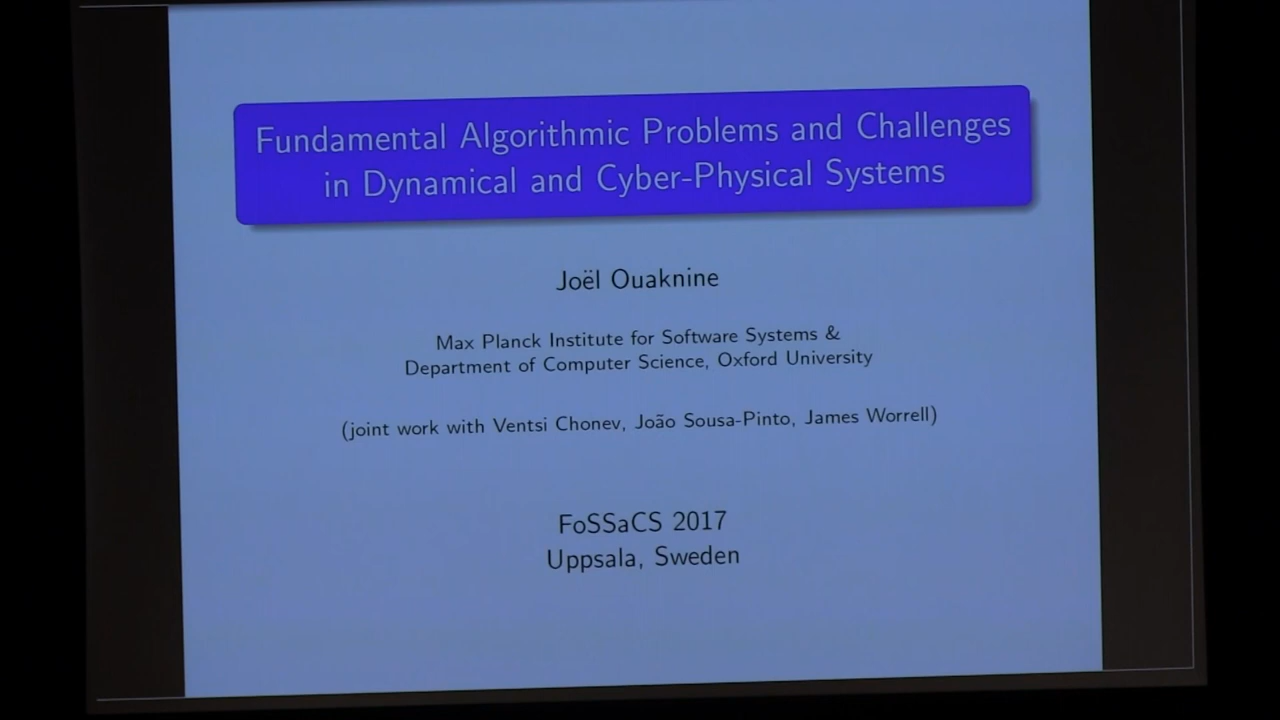 Fundamental Algorithmic Problems and Challenges
in Dynamical and Cyber-Physical Systems
Joël Ouaknine
Max Planck Institute for Software Systems &
Department of Computer Science, Oxford University
(joint work with Ventsi Chonev, João Sousa-Pinto, James Worrell)
FoSSaCS 2017
Uppsala, Sweden